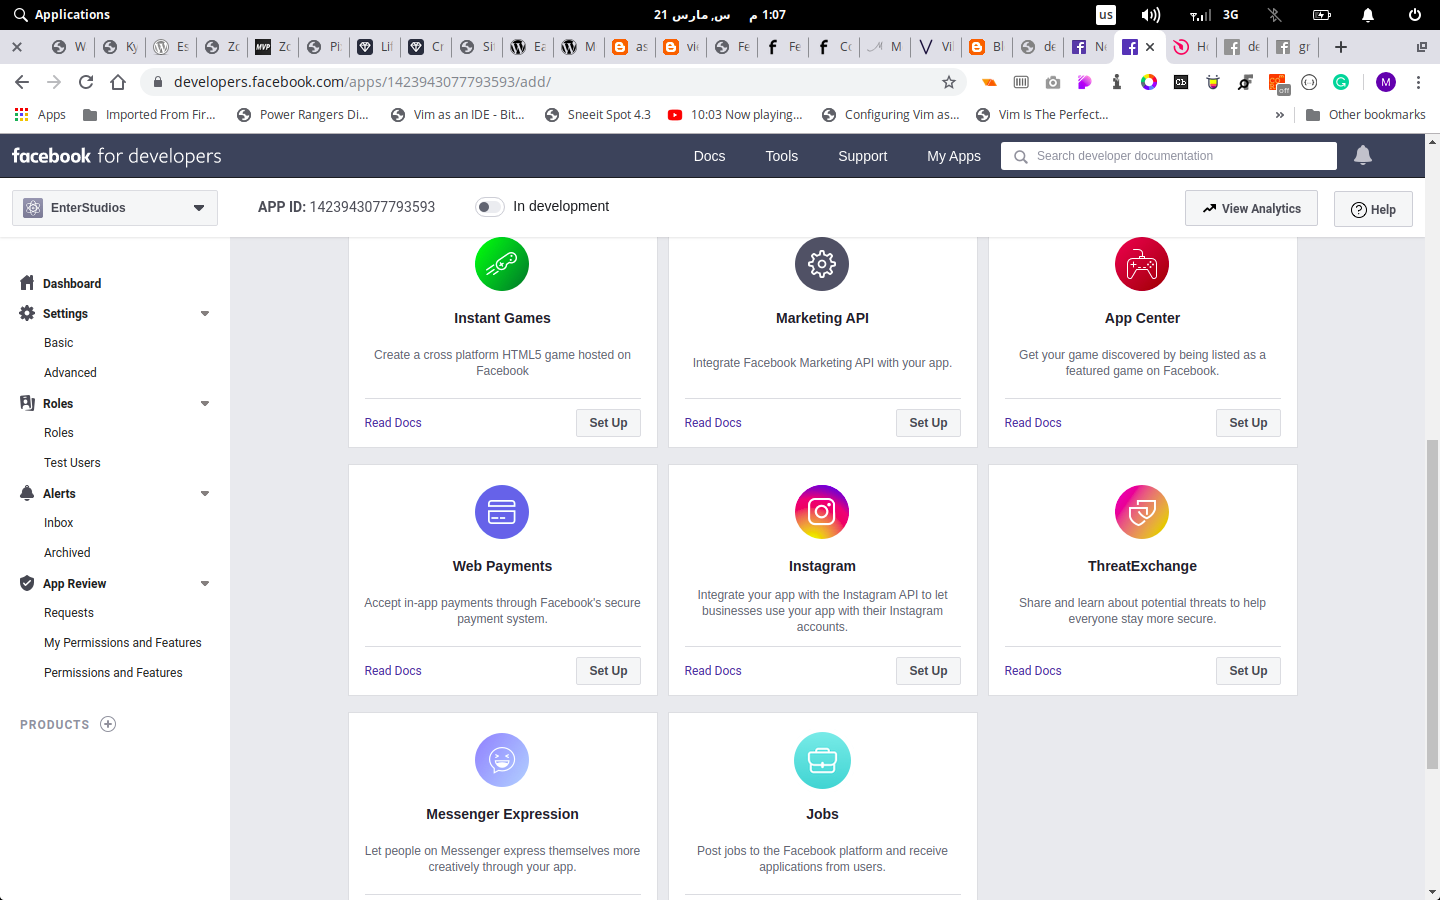 Applications
س, مارس 21
1:07 م
us
3G
W
Ky
Es
Zc
Zc
Pi
Lif
Cr
Sit
Ea
M
as
vi
Fe
Fe
Cc
M
Vi
Bl
de
Ne
Ho
de
gr
developers.facebook.com/apps/1423943077793593/add/
off
M
Apps
Imported From Fir...
Power Rangers Di...
Vim as an IDE - Bit...
Sneeit Spot 4.3
10:03 Now playing...
Configuring Vim as...
Vim Is The Perfect...
»
Other bookmarks
facebook for developers
Docs
Tools
Support
My Apps
Search developer documentation
EnterStudios
APP ID: 1423943077793593
In development
View Analytics
Help
Dashboard
Settings
Basic
Advanced
Roles
Roles
Test Users
Alerts
Inbox
Archived
App Review
Requests
My Permissions and Features
Permissions and Features
PRODUCTS
Instant Games
Create a cross platform HTML5 game hosted on
Facebook
Read Docs
Set Up
Marketing API
Integrate Facebook Marketing API with your app.
Read Docs
Set Up
App Center
Get your game discovered by being listed as a
featured game on Facebook.
Read Docs
Set Up
Web Payments
Accept in-app payments through Facebook's secure
payment system.
Read Docs
Set Up
Instagram
Integrate your app with the Instagram API to let
businesses use your app with their Instagram
accounts.
Read Docs
Set Up
ThreatExchange
Share and learn about potential threats to help
everyone stay more secure.
Read Docs
Set Up
Messenger Expression
Let people on Messenger express themselves more
creatively through your app.
Jobs
Post jobs to the Facebook platform and receive
applications from users.